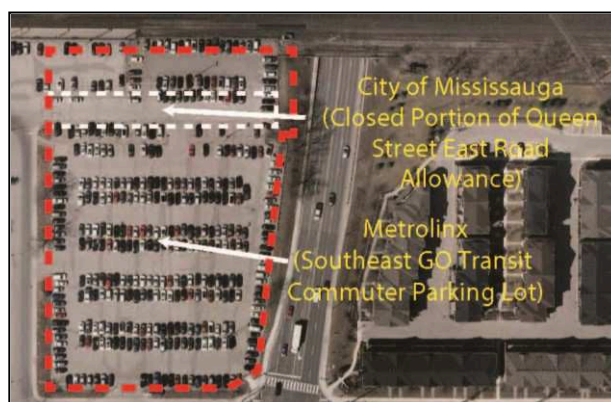 City of Mississauga
(Closed Portion of Queen
Street East Road
Allowance)
Metrolinx
(Southeast GO Transit
Commuter Parking Lot)